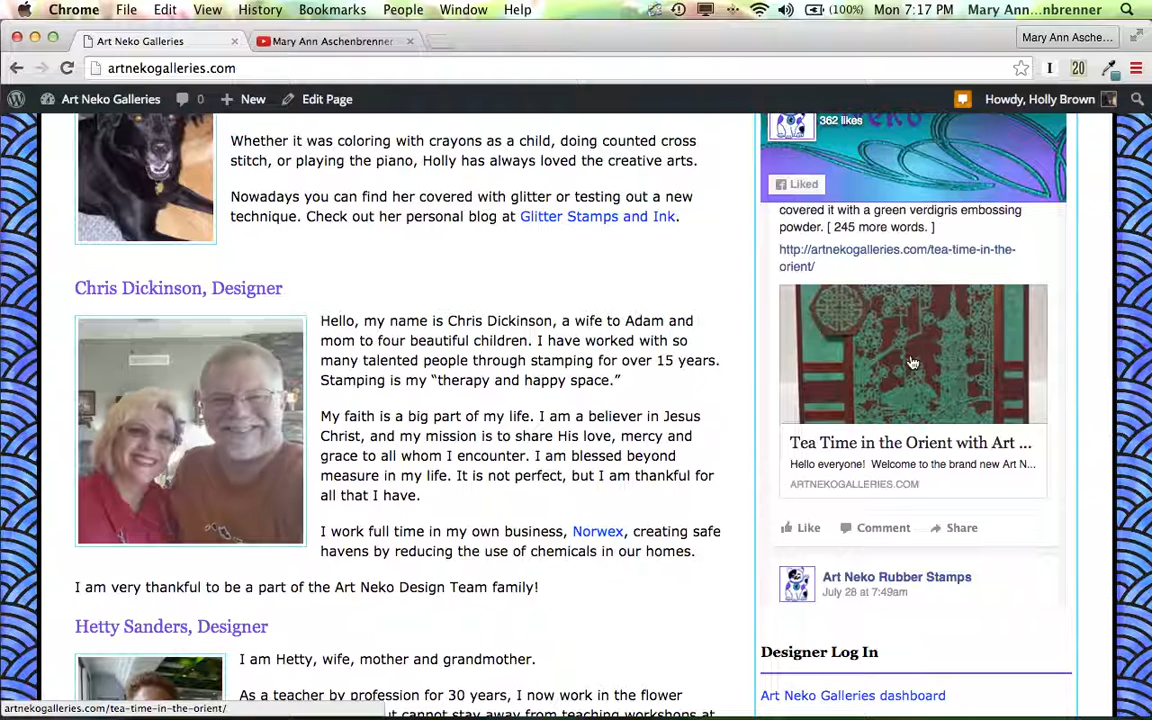 Chrome File Edit View History Bookmarks People Window Help (100%) Mon 7:17 PM Mary Ann...nbrenner
Art Neko Galleries Mary Ann Aschenbrenner Mary Ann Asche...
artnekogalleries.com 20
Art Neko Galleries 0 New Edit Page Howdy, Holly Brown
Whether it was coloring with crayons as a child, doing counted cross
stitch, or playing the piano, Holly has always loved the creative arts.
Nowadays you can find her covered with glitter or testing out a new
technique. Check out her personal blog at Glitter Stamps and Ink.
Chris Dickinson, Designer
Hello, my name is Chris Dickinson, a wife to Adam and
mom to four beautiful children. I have worked with so
many talented people through stamping for over 15 years.
Stamping is my “therapy and happy space.”
My faith is a big part of my life. I am a believer in Jesus
Christ, and my mission is to share His love, mercy and
grace to all whom I encounter. I am blessed beyond
measure in my life. It is not perfect, but I am thankful for
all that I have.
I work full time in my own business, Norwex, creating safe
havens by reducing the use of chemicals in our homes.
I am very thankful to be a part of the Art Neko Design Team family!
Hetty Sanders, Designer
I am Hetty, wife, mother and grandmother.
As a teacher by profession for 30 years, I now work in the flower
cannot stay away from teaching workshops at
362 likes
Liked
covered it with a green verdigris embossing
powder. [ 245 more words. ]
http://artnekogalleries.com/tea-time-in-the-
orient/
Tea Time in the Orient with Art ...
Hello everyone! Welcome to the brand new Art N...
ARTNEKOGALLERIES.COM
Like Comment Share
Art Neko Rubber Stamps
July 28 at 7:49am
Designer Log In
Art Neko Galleries dashboard
artnekogalleries.com/tea-time-in-the-orient/